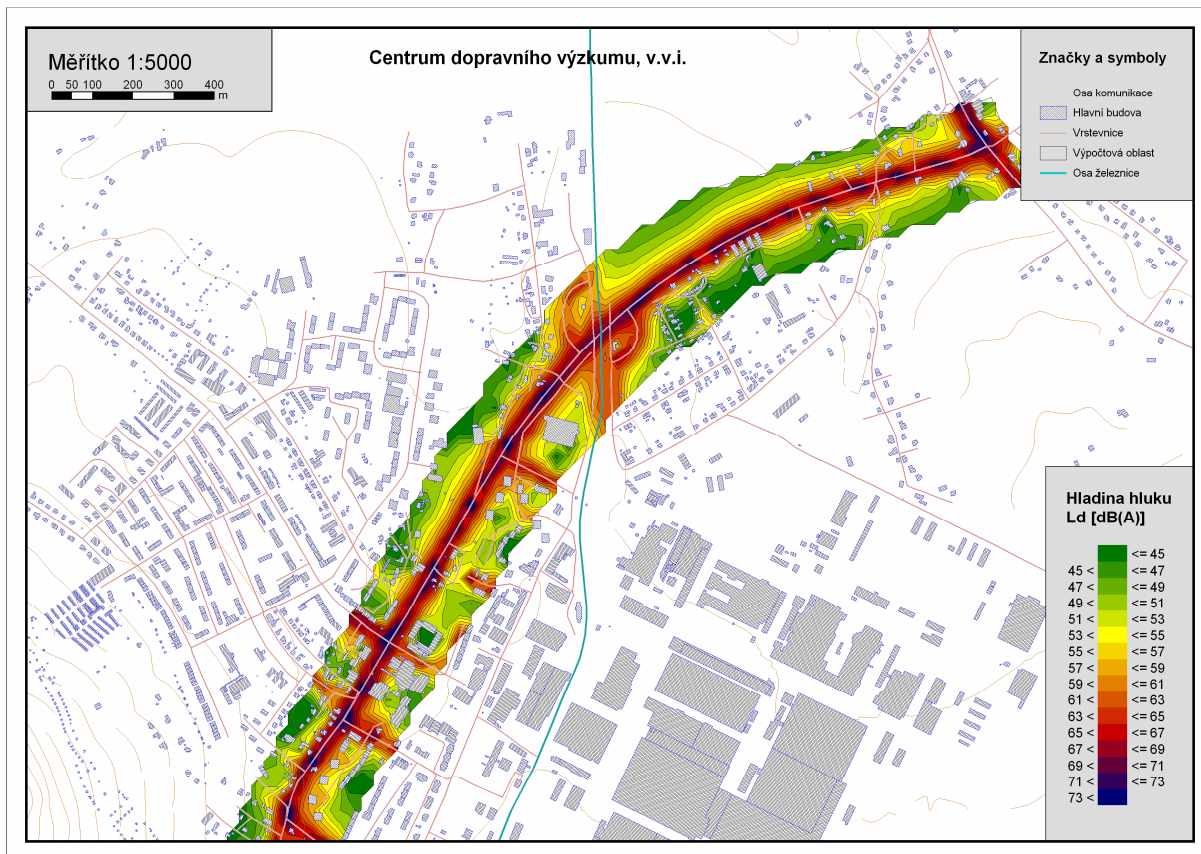 Měřítko 1:5000
0 50 100 200 300 400
m
Centrum dopravního výzkumu, v.v.i.
Značky a symboly
Osa komunikace
Hlavní budova
Vrstevnice
Výpočtová oblast
Osa železnice
Hladina hluku
Ld [dB(A)]
<= 45
45 < <= 47
47 < <= 49
49 < <= 51
51 < <= 53
53 < <= 55
55 < <= 57
57 < <= 59
59 < <= 61
61 < <= 63
63 < <= 65
65 < <= 67
67 < <= 69
69 < <= 71
71 < <= 73
73 <